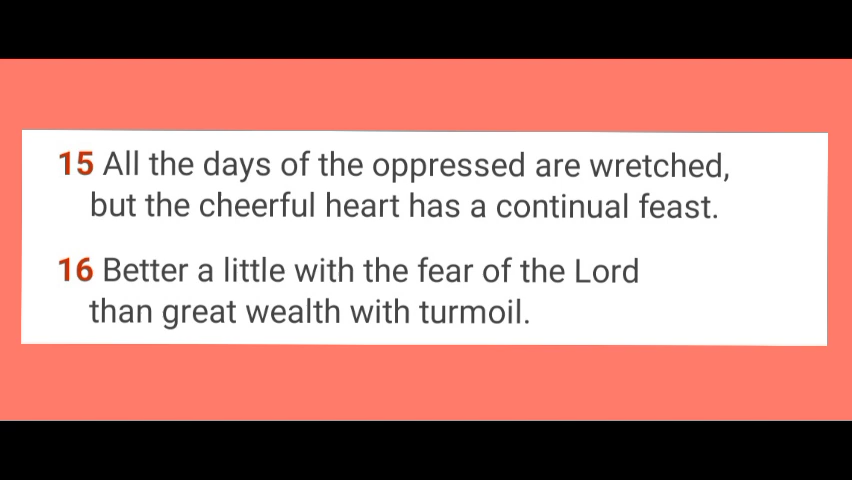 15 All the days of the oppressed are wretched,
but the cheerful heart has a continual feast.
16 Better a little with the fear of the Lord
than great wealth with turmoil.